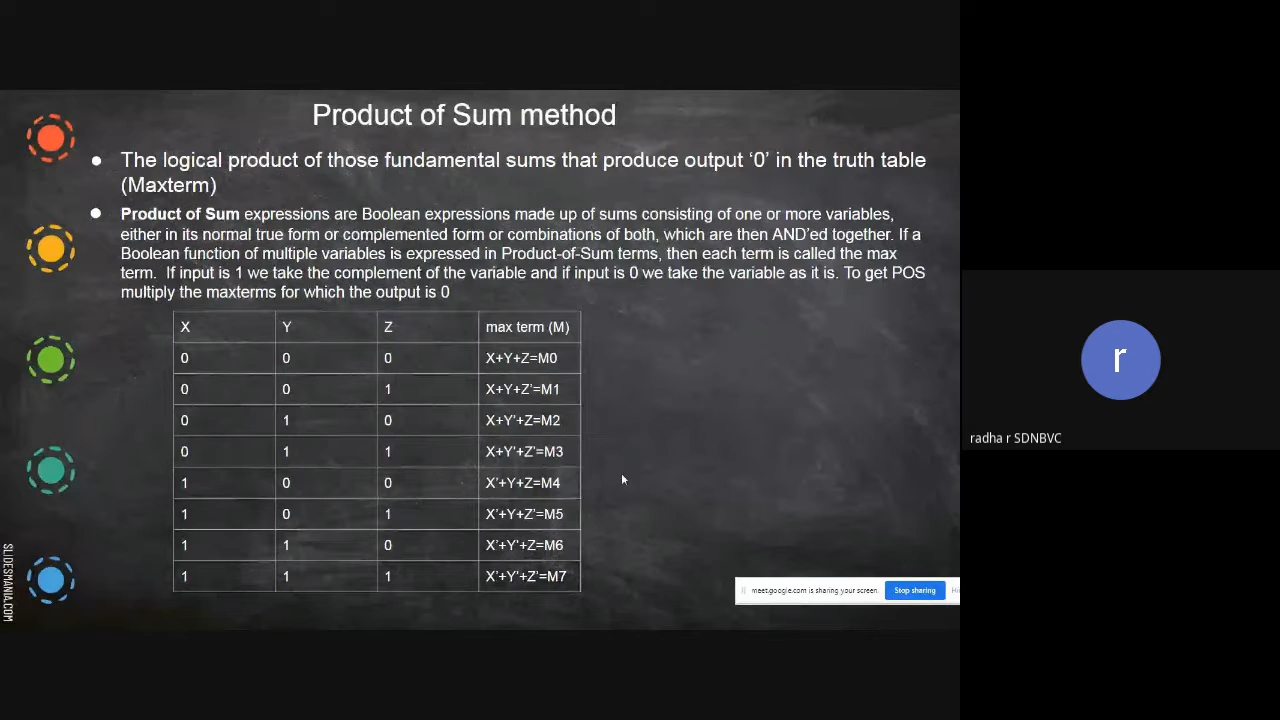 Product of Sum method
● The logical product of those fundamental sums that produce output ‘0’ in the truth table
(Maxterm)
● Product of Sum expressions are Boolean expressions made up of sums consisting of one or more variables,
either in its normal true form or complemented form or combinations of both, which are then AND’ed together. If a
Boolean function of multiple variables is expressed in Product-of-Sum terms, then each term is called the max
term. If input is 1 we take the complement of the variable and if input is 0 we take the variable as it is. To get POS
multiply the maxterms for which the output is 0
X Y Z max term (M)
0 0 0 X+Y+Z=M0
0 0 1 X+Y+Z’=M1
0 1 0 X+Y’+Z=M2
0 1 1 X+Y’+Z’=M3
1 0 0 X’+Y+Z=M4
1 0 1 X’+Y+Z’=M5
1 1 0 X’+Y’+Z=M6
1 1 1 X’+Y’+Z’=M7
SLIDESMANIA.COM
meet.google.com is sharing your screen.
Stop sharing
r
radha r SDNBVC